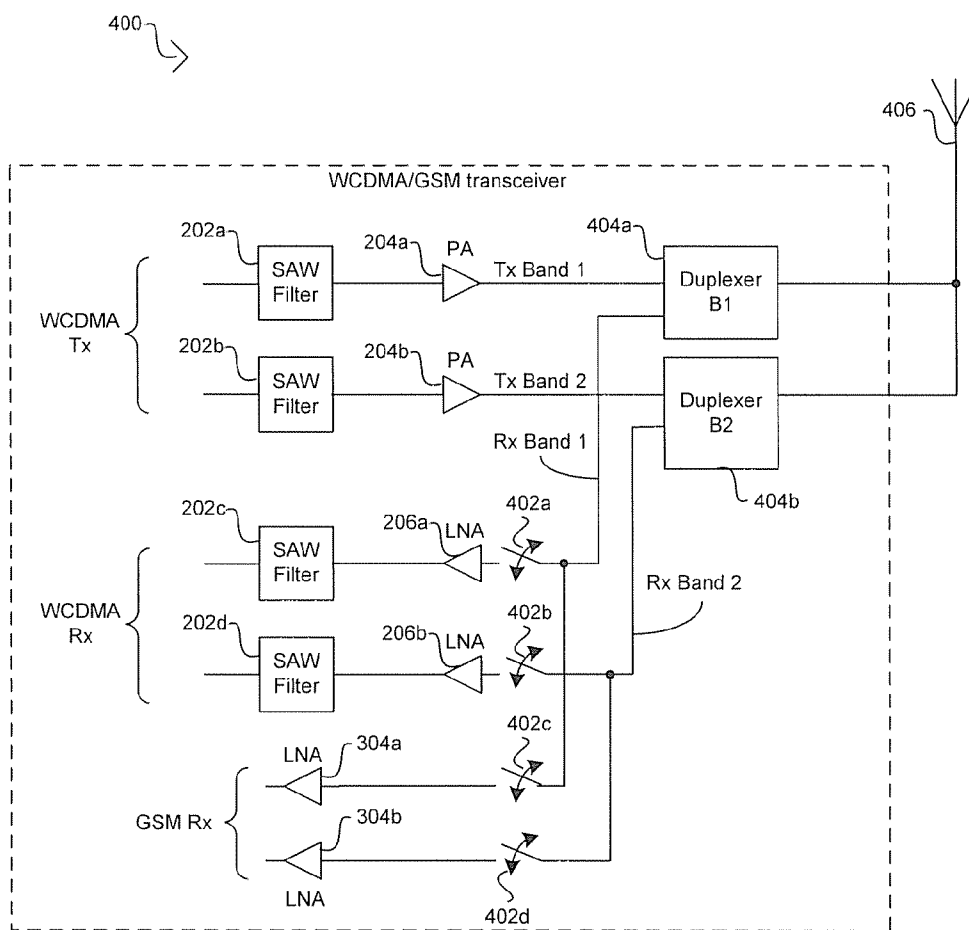 400
406
WCDMA/GSM transceiver
202a
SAW
Filter
204a
PA
Tx Band 1
404a
Duplexer
B1
WCDMA
Tx
202b
SAW
Filter
204b
PA
Tx Band 2
Duplexer
B2
404b
Rx Band 1
202c
SAW
Filter
206a
LNA
402a
WCDMA
Rx
Rx Band 2
202d
SAW
Filter
206b
LNA
402b
402c
LNA
304a
GSM Rx
304b
LNA
402d